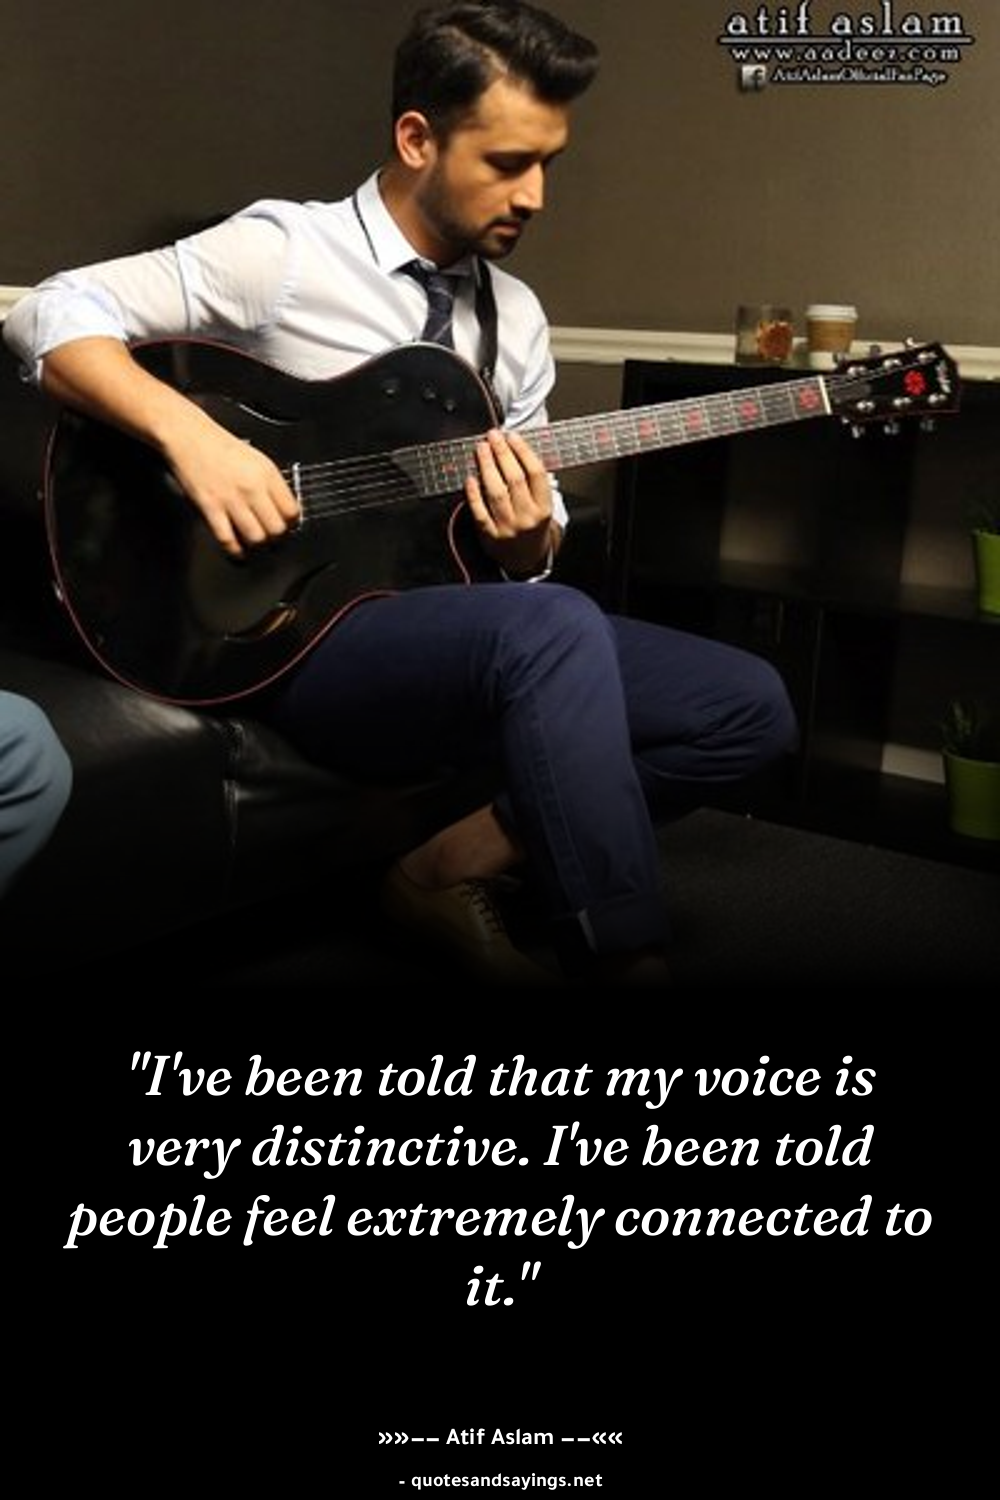 atif aslam
www.aadeez.com
AtifAslamOfficialFanPage
"I've been told that my voice is
very distinctive. I've been told
people feel extremely connected to
it."
»»–– Atif Aslam ––««
- quotesandsayings.net